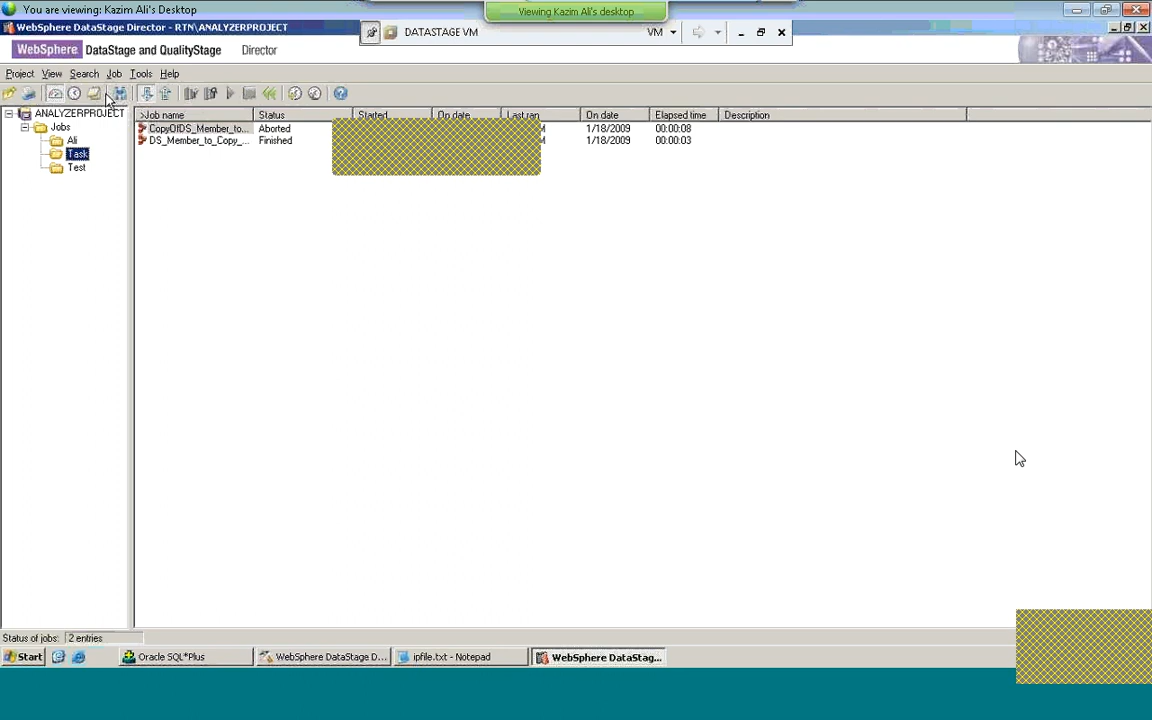 You are viewing: Kazim Ali's Desktop
Viewing Kazim Ali's desktop
WebSphere DataStage Director - RTN\ANALYZERPROJECT
DATASTAGE VM
VM
WebSphere. DataStage and QualityStage Director
Project View Search Job Tools Help
ANALYZERPROJECT
Jobs
Ali
Task
Test
>Job name Status Started On date Last ran On date Elapsed time Description
CopyOfDS_Member_to... Aborted 1/18/2009 00:00:08
DS_Member_to_Copy_... Finished 1/18/2009 00:00:03
Status of jobs: 2 entries
Start
Oracle SQL*Plus
WebSphere DataStage D...
ipfile.txt - Notepad
WebSphere DataStag...